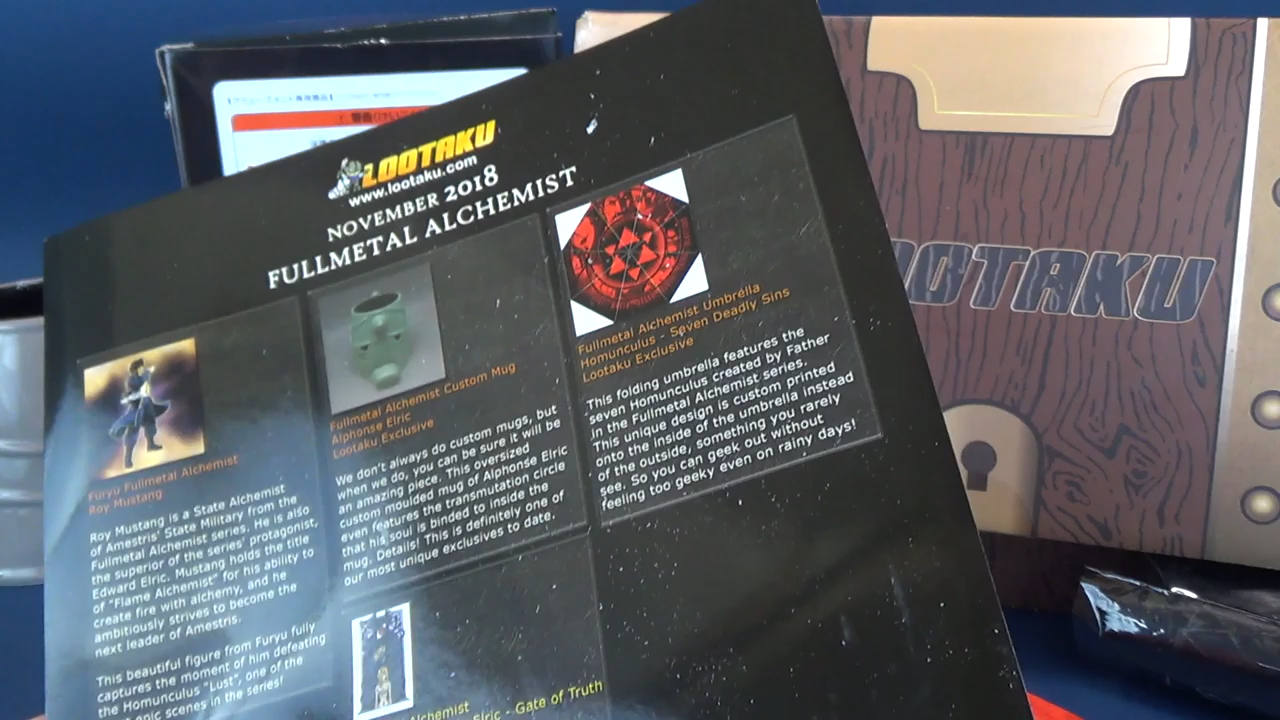 LOOTAKU
www.lootaku.com
NOVEMBER 2018
FULLMETAL ALCHEMIST
Furyu Fullmetal Alchemist
Roy Mustang
Roy Mustang is a State Alchemist
of Amestris' State Military from the
Fullmetal Alchemist series. He is also
the superior of the series' protagonist,
Edward Elric. Mustang holds the title
of "Flame Alchemist" for his ability to
create fire with alchemy, and he
ambitiously strives to become the
next leader of Amestris.
This beautiful figure from Furyu fully
captures the moment of him defeating
the Homunculus "Lust", one of the
epic scenes in the series!
Fullmetal Alchemist Custom Mug
Alphonse Elric
Lootaku Exclusive
We don't always do custom mugs, but
when we do, you can be sure it will be
an amazing piece. This oversized
custom moulded mug of Alphonse Elric
even features the transmutation circle
that his soul is binded to inside the
mug. Details! This is definitely one of
our most unique exclusives to date.
Alchemist
Elric - Gate of Truth
Fullmetal Alchemist Umbrella
Homunculus - Seven Deadly Sins
Lootaku Exclusive
This folding umbrella features the
seven Homunculus created by Father
in the Fullmetal Alchemist series.
This unique design is custom printed
onto the inside of the umbrella instead
of the outside, something you rarely
see. So you can geek out without
feeling too geeky even on rainy days!
OOTAKU